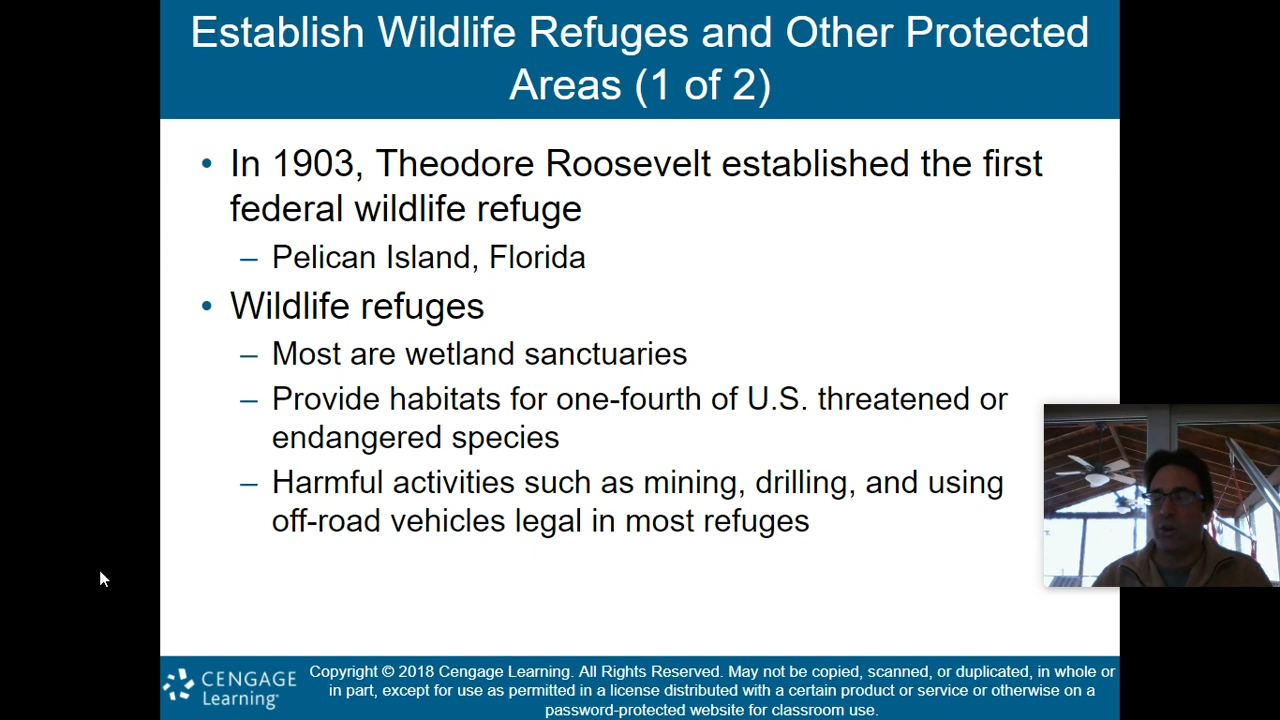 Establish Wildlife Refuges and Other Protected
Areas (1 of 2)
• In 1903, Theodore Roosevelt established the first
federal wildlife refuge
– Pelican Island, Florida
• Wildlife refuges
– Most are wetland sanctuaries
– Provide habitats for one-fourth of U.S. threatened or
endangered species
– Harmful activities such as mining, drilling, and using
off-road vehicles legal in most refuges
CENGAGE
Learning
Copyright © 2018 Cengage Learning. All Rights Reserved. May not be copied, scanned, or duplicated, in whole or
in part, except for use as permitted in a license distributed with a certain product or service or otherwise on a
password-protected website for classroom use.